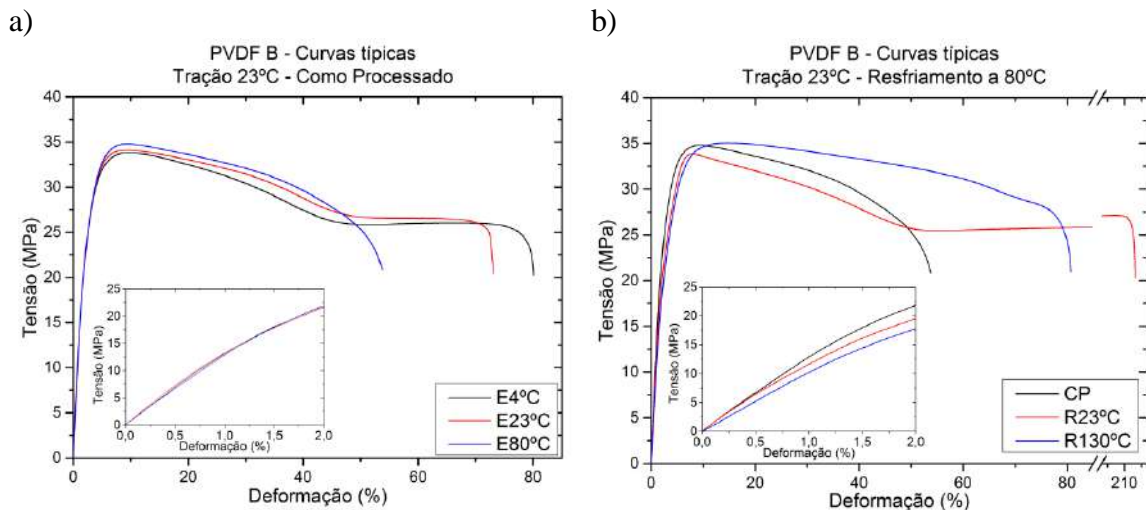 a)
PVDF B - Curvas típicas
Tração 23ºC - Como Processado
40
35
30
25
20
15
10
5
0
Tensão (MPa)
25
20
15
10
5
0
Tensão (MPa)
0,0 0,5 1,0 1,5 2,0
Deformação (%)
E4ºC
E23ºC
E80ºC
0 20 40 60 80
Deformação (%)
b)
PVDF B - Curvas típicas
Tração 23ºC - Resfriamento a 80ºC
40
35
30
25
20
15
10
5
0
Tensão (MPa)
25
20
15
10
5
0
Tensão (MPa)
0,0 0,5 1,0 1,5 2,0
Deformação (%)
CP
R23ºC
R130ºC
0 20 40 60 80 210
Deformação (%)